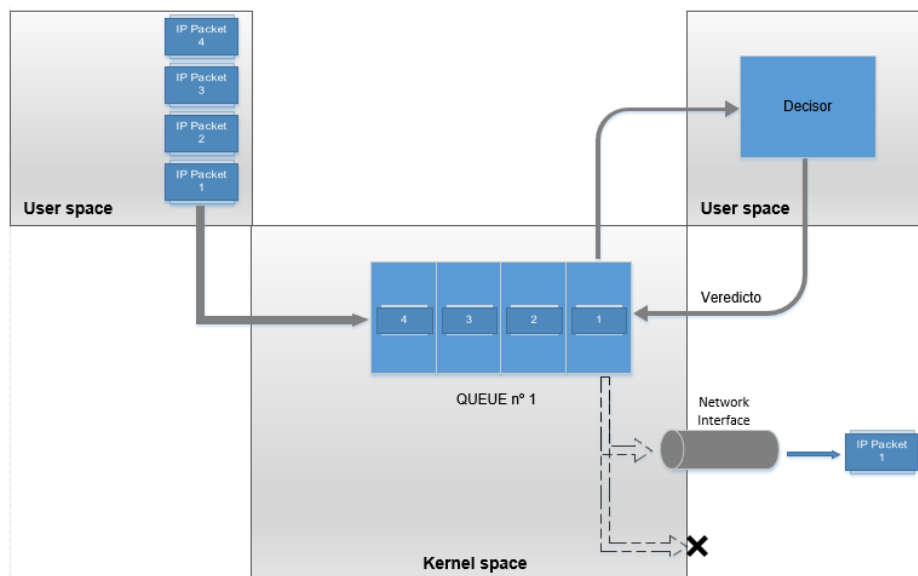 IP Packet
4
IP Packet
3
IP Packet
2
IP Packet
1
User space
Decisor
User space
Veredicto
4
3
2
1
QUEUE nº 1
Network
Interface
IP Packet
1
Kernel space